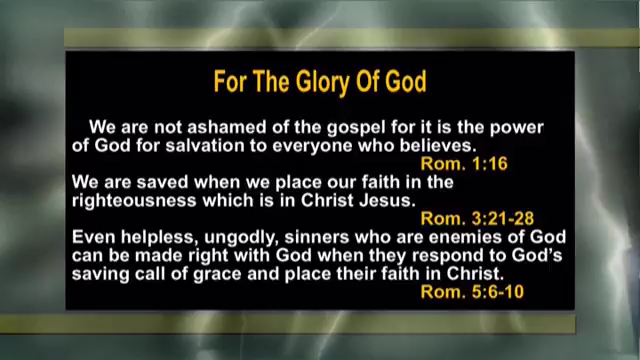 For The Glory Of God
We are not ashamed of the gospel for it is the power
of God for salvation to everyone who believes.
Rom. 1:16
We are saved when we place our faith in the
righteousness which is in Christ Jesus.
Rom. 3:21-28
Even helpless, ungodly, sinners who are enemies of God
can be made right with God when they respond to God's
saving call of grace and place their faith in Christ.
Rom. 5:6-10